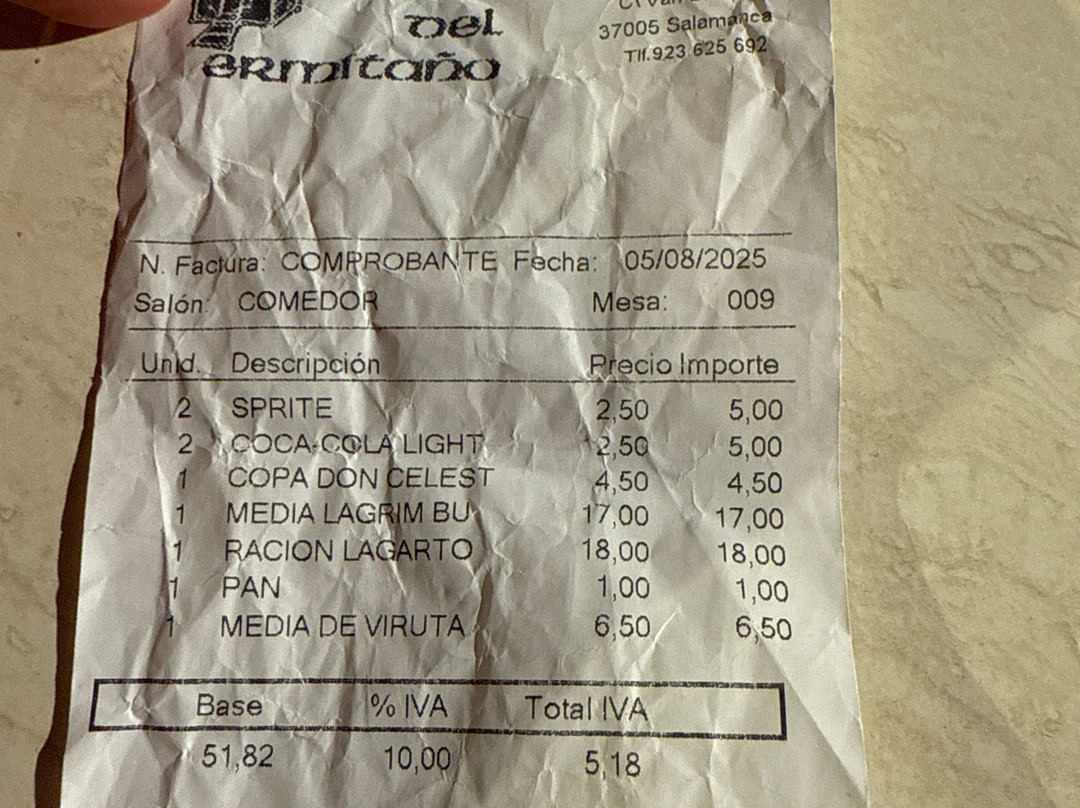 DEL
ERMITAÑO
37005 Salamanca
Tlf.923 625 692
N. Factura: COMPROBANTE Fecha: 05/08/2025
Salón: COMEDOR Mesa: 009
Unid. Descripción Precio Importe
2 SPRITE 2,50 5,00
2 COCA-COLA LIGHT 2,50 5,00
1 COPA DON CELEST 4,50 4,50
1 MEDIA LAGRIM BU 17,00 17,00
1 RACION LAGARTO 18,00 18,00
1 PAN 1,00 1,00
1 MEDIA DE VIRUTA 6,50 6,50
Base % IVA Total IVA
51,82 10,00 5,18